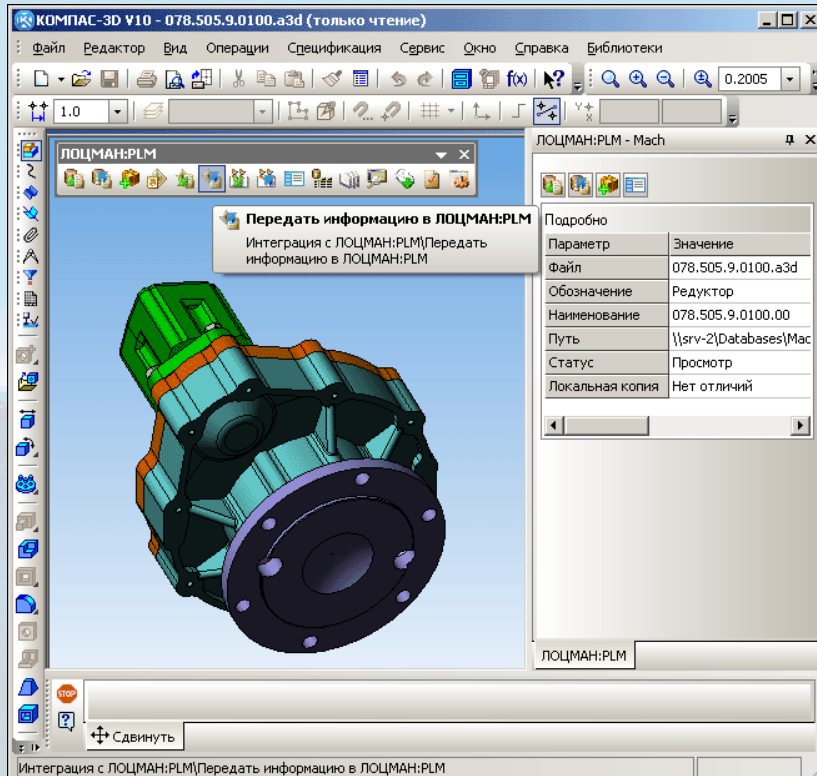 КОМПАС-3D V10 - 078.505.9.0100.a3d (только чтение)
Файл Редактор Вид Операции Спецификация Сервис Окно Справка Библиотеки
f(x) 0.2005
1.0
ЛОЦМАН:PLM
ЛОЦМАН:PLM - Mach
Передать информацию в ЛОЦМАН:PLM
Интеграция с ЛОЦМАН:PLM\Передать
информацию в ЛОЦМАН:PLM
Подробно
Параметр Значение
Файл 078.505.9.0100.a3d
Обозначение Редуктор
Наименование 078.505.9.0100.00
Путь \\srv-2\Databases\Mac
Статус Просмотр
Локальная копия Нет отличий
ЛОЦМАН:PLM
STOP
Сдвинуть
Интеграция с ЛОЦМАН:PLM\Передать информацию в ЛОЦМАН:PLM